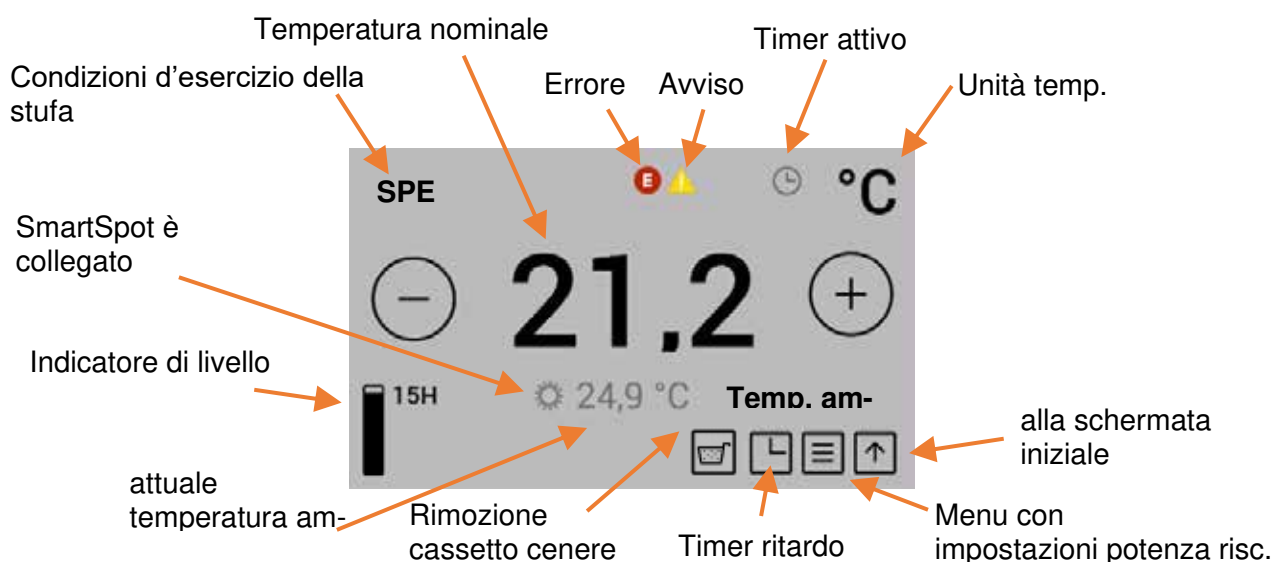 Temperatura nominale
Timer attivo
Condizioni d'esercizio della
stufa
Errore
Avviso
Unità temp.
SPE
E
°C
SmartSpot è
collegato
21,2
Indicatore di livello
15H
24,9 °C
Temp. am-
alla schermata
iniziale
attuale
temperatura am-
Rimozione
cassetto cenere
Timer ritardo
Menu con
impostazioni potenza risc.